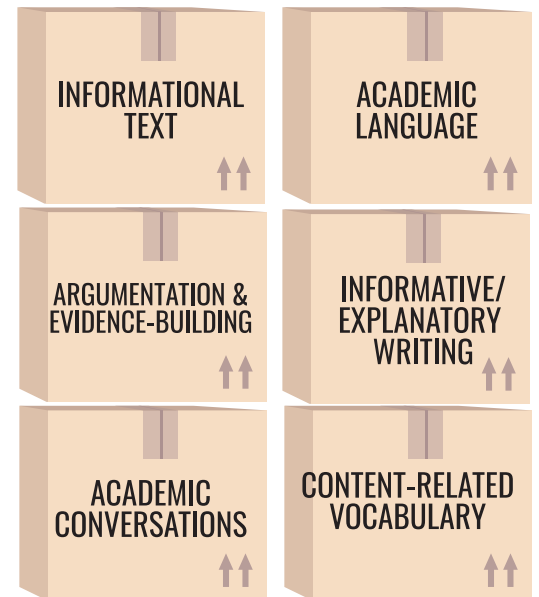 INFORMATIONAL
TEXT
ACADEMIC
LANGUAGE
ARGUMENTATION &
EVIDENCE-BUILDING
INFORMATIVE/
EXPLANATORY
WRITING
ACADEMIC
CONVERSATIONS
CONTENT-RELATED
VOCABULARY